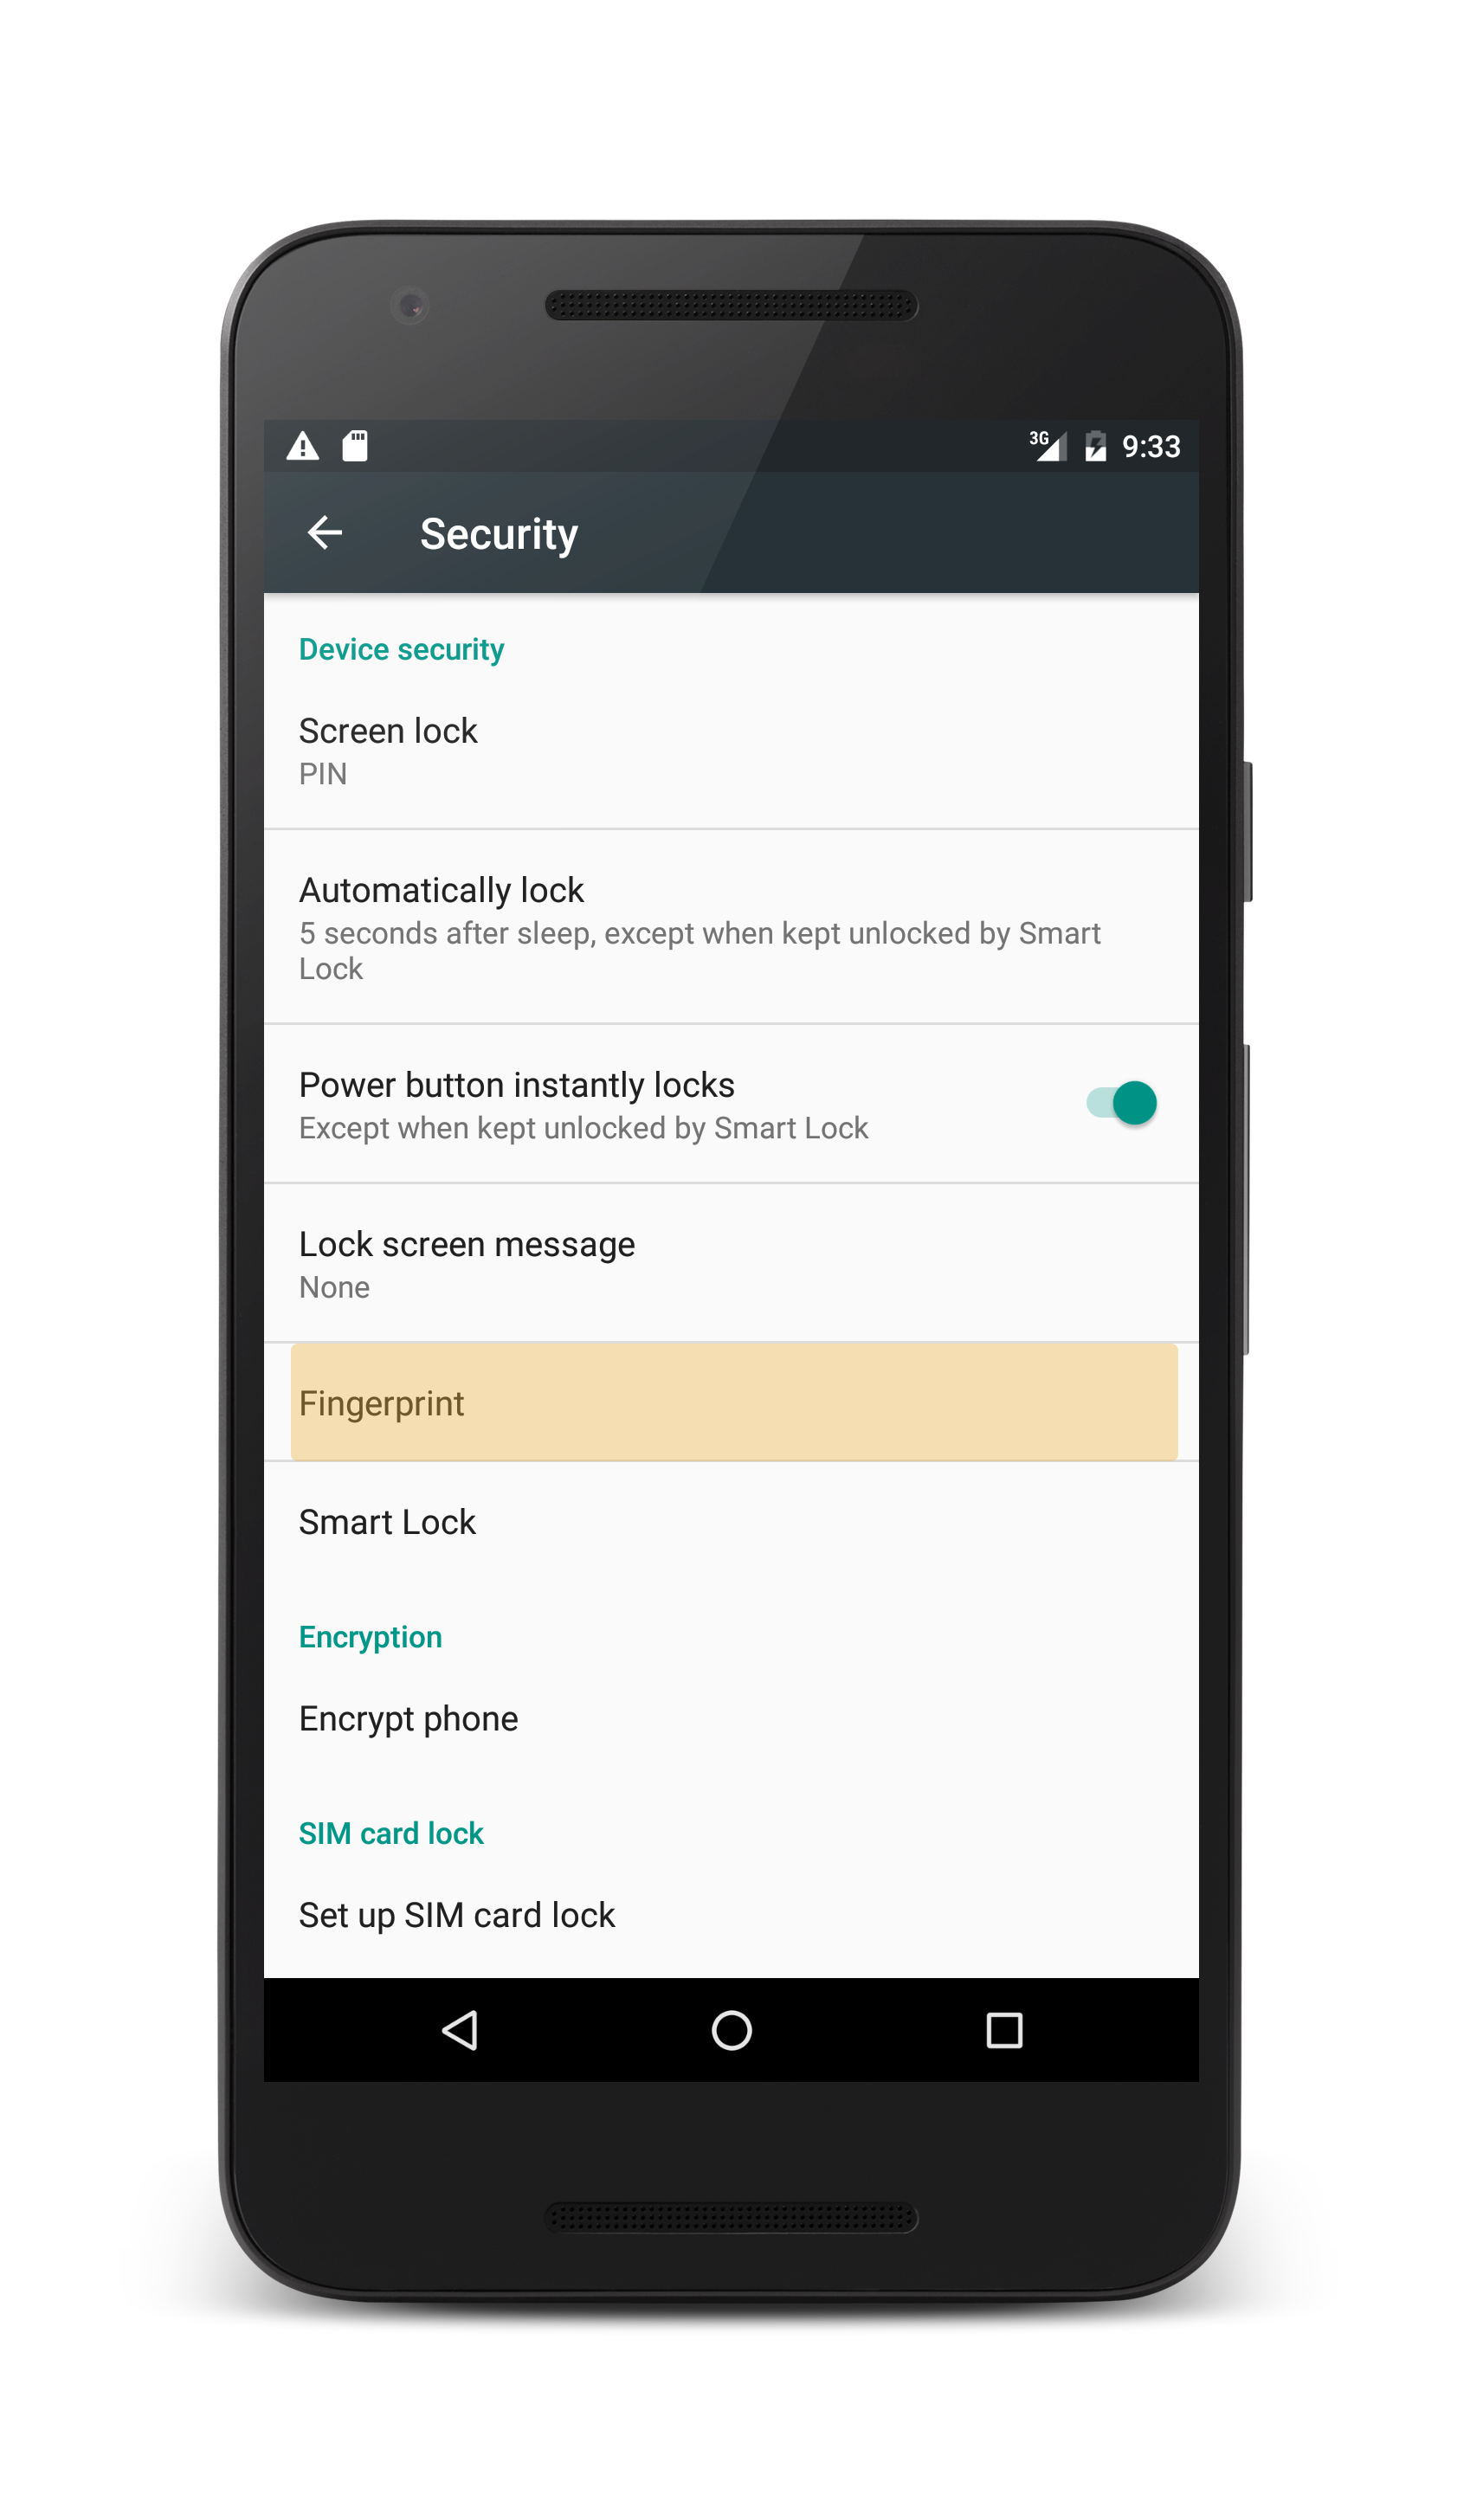 3G 9:33
Security
Device security
Screen lock
PIN
Automatically lock
5 seconds after sleep, except when kept unlocked by Smart
Lock
Power button instantly locks
Except when kept unlocked by Smart Lock
Lock screen message
None
Fingerprint
Smart Lock
Encryption
Encrypt phone
SIM card lock
Set up SIM card lock